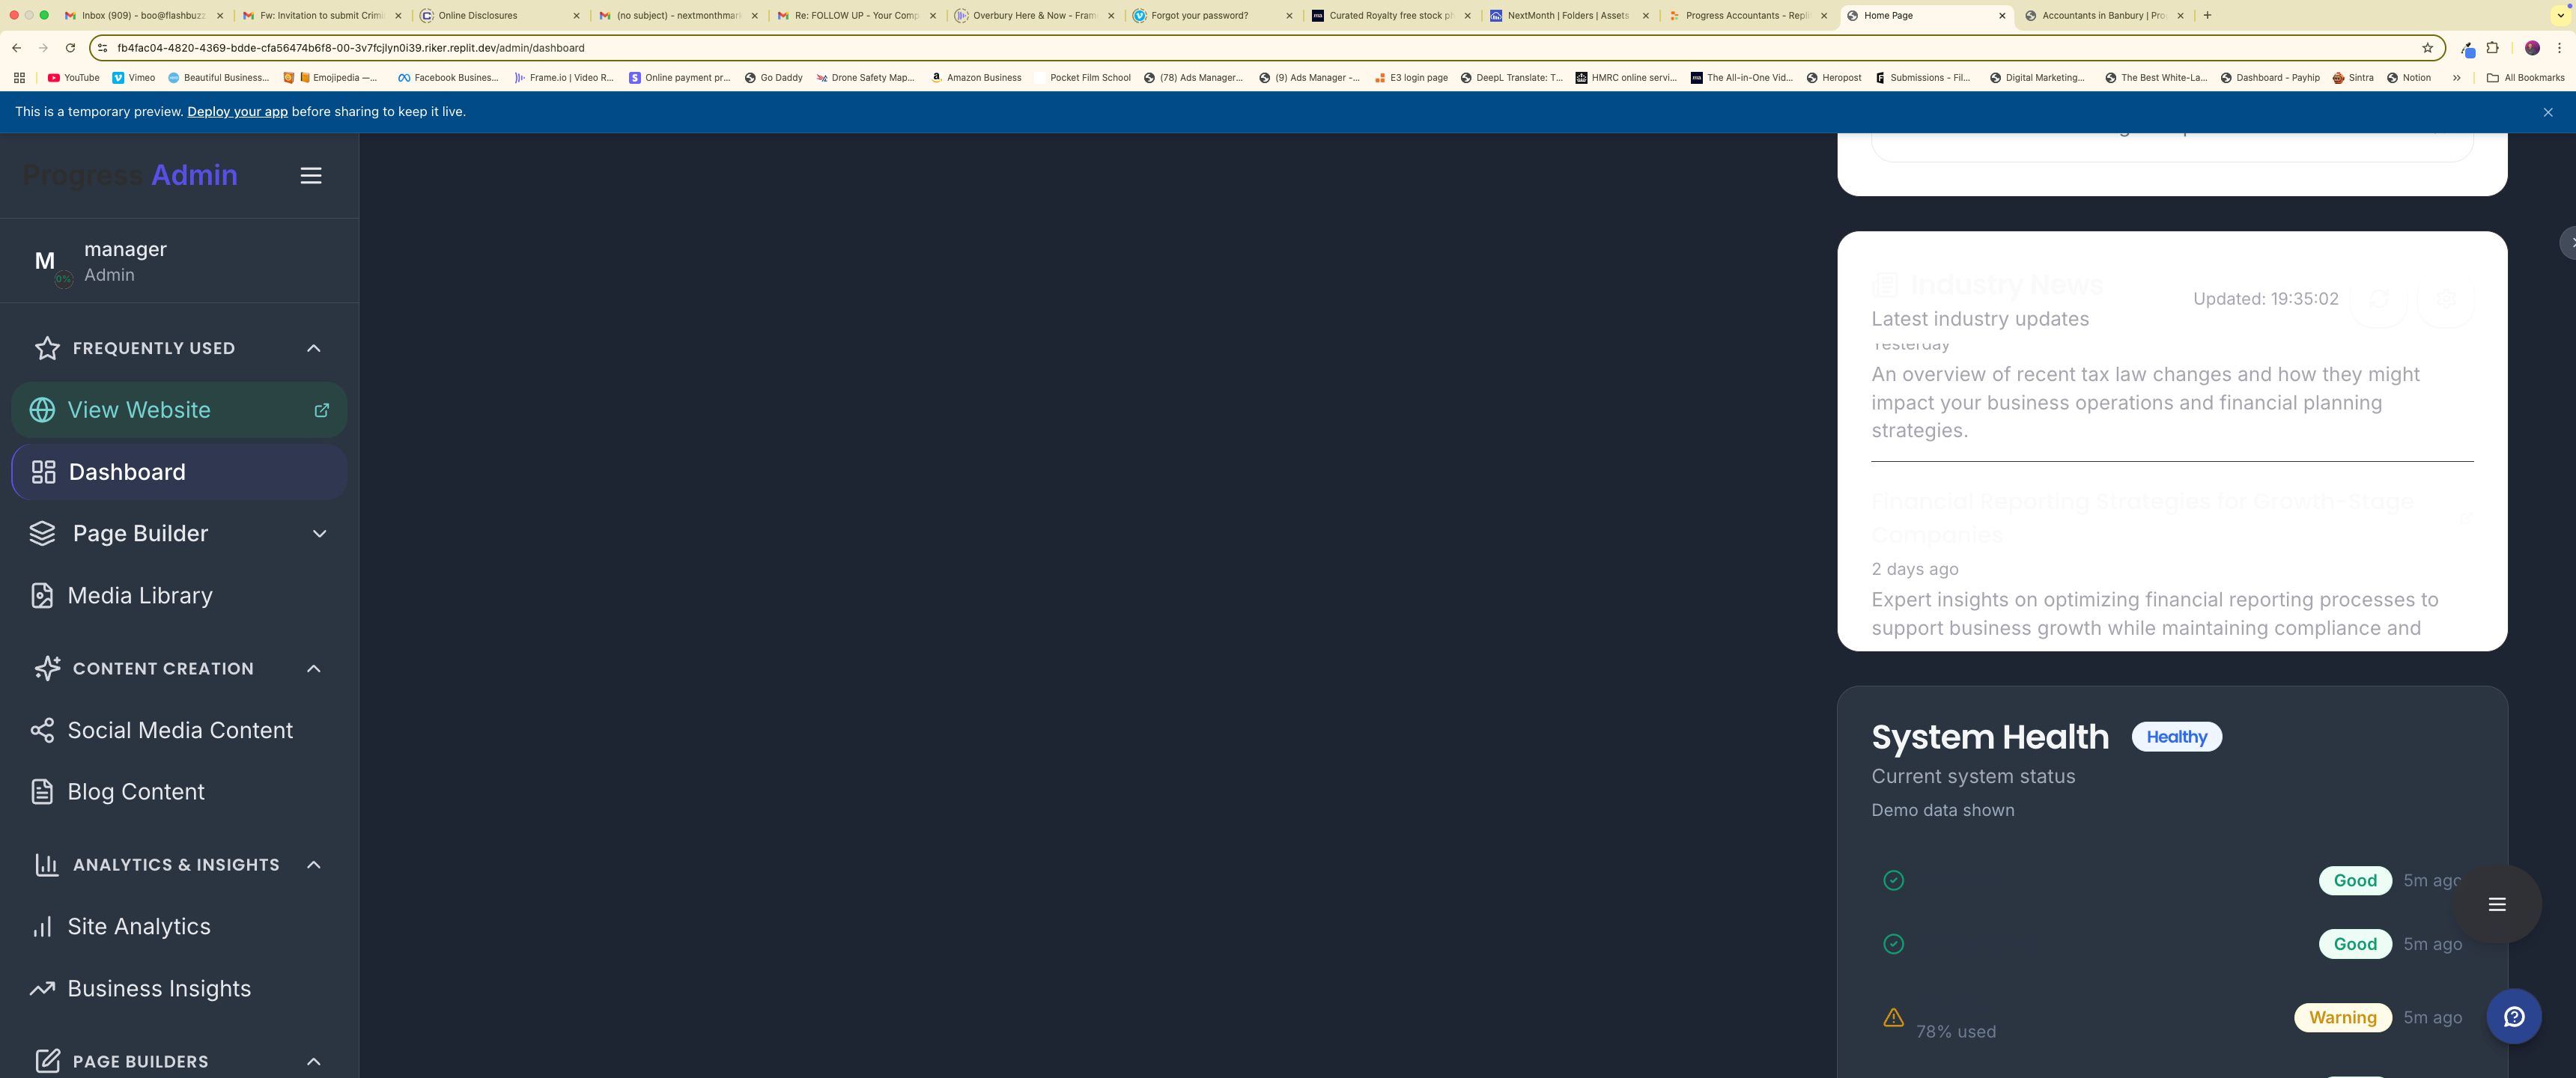 Inbox (909) - boo@flashbuzz
Fw: Invitation to submit Crimi
Online Disclosures
(no subject) - nextmonthmar
Re: FOLLOW UP - Your Comp
Overbury Here & Now - Fram
Forgot your password?
Curated Royalty free stock ph
NextMonth | Folders | Assets
Progress Accountants - Repli
Home Page
Accountants in Banbury | Pro
fb4fac04-4820-4369-bdde-cfa56474b6f8-00-3v7fcjlyn0i39.riker.replit.dev/admin/dashboard
YouTube
Vimeo
Beautiful Business...
Emojipedia —...
Facebook Busines...
Frame.io | Video R...
Online payment pr...
Go Daddy
Drone Safety Map...
Amazon Business
Pocket Film School
(78) Ads Manager...
(9) Ads Manager -...
E3 login page
DeepL Translate: T...
HMRC online servi...
The All-in-One Vid...
Heropost
Submissions - Fil...
Digital Marketing...
The Best White-La...
Dashboard - Payhip
Sintra
Notion
All Bookmarks
This is a temporary preview. Deploy your app before sharing to keep it live.
Progress Admin
M
0%
manager
Admin
FREQUENTLY USED
View Website
Dashboard
Page Builder
Media Library
CONTENT CREATION
Social Media Content
Blog Content
ANALYTICS & INSIGHTS
Site Analytics
Business Insights
PAGE BUILDERS
Industry News
Updated: 19:35:02
Latest industry updates
Yesterday
An overview of recent tax law changes and how they might
impact your business operations and financial planning
strategies.
Financial Reporting Strategies for Growth-Stage
Companies
2 days ago
Expert insights on optimizing financial reporting processes to
support business growth while maintaining compliance and
System Health
Healthy
Current system status
Demo data shown
Good
5m ago
Good
5m ago
Warning
5m ago
78% used